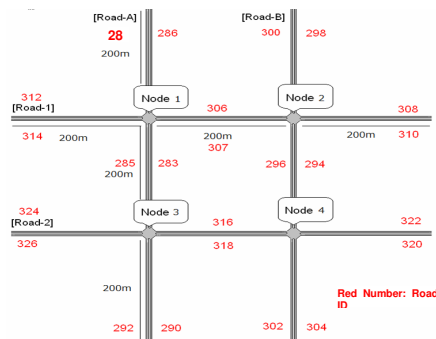 [Road-A] [Road-B]
28 286 300 298
200m
312 Node 1 Node 2
[Road-1] 306 308
314 200m 200m 200m 310
307
285 283 296 294
200m
324 Node 3 Node 4
[Road-2] 316 322
326 318 320
200m
Red Number: Road
ID
292 290 302 304